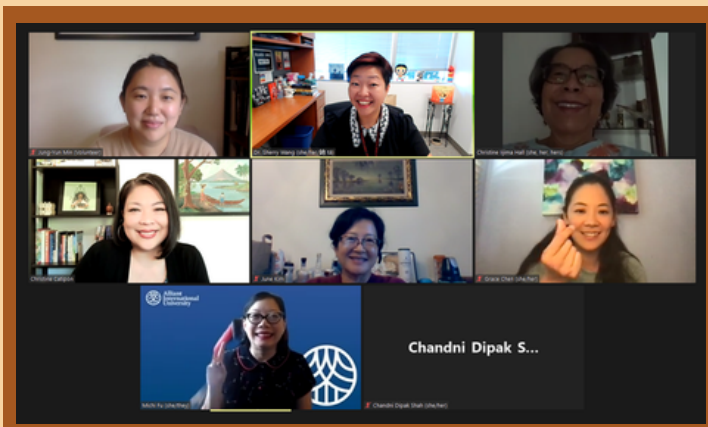 Jung-Yun Min (Volunteer)
Dr. Sherry Wang (she/her,
Christine Iijima Hall (she, her, hers)
Christine Catipon
June Kim
Grace Chen (she/her)
Alliant
International
University
Michi Fu (she/they)
Chandni Dipak S...
Chandni Dipak Shah (she/her)